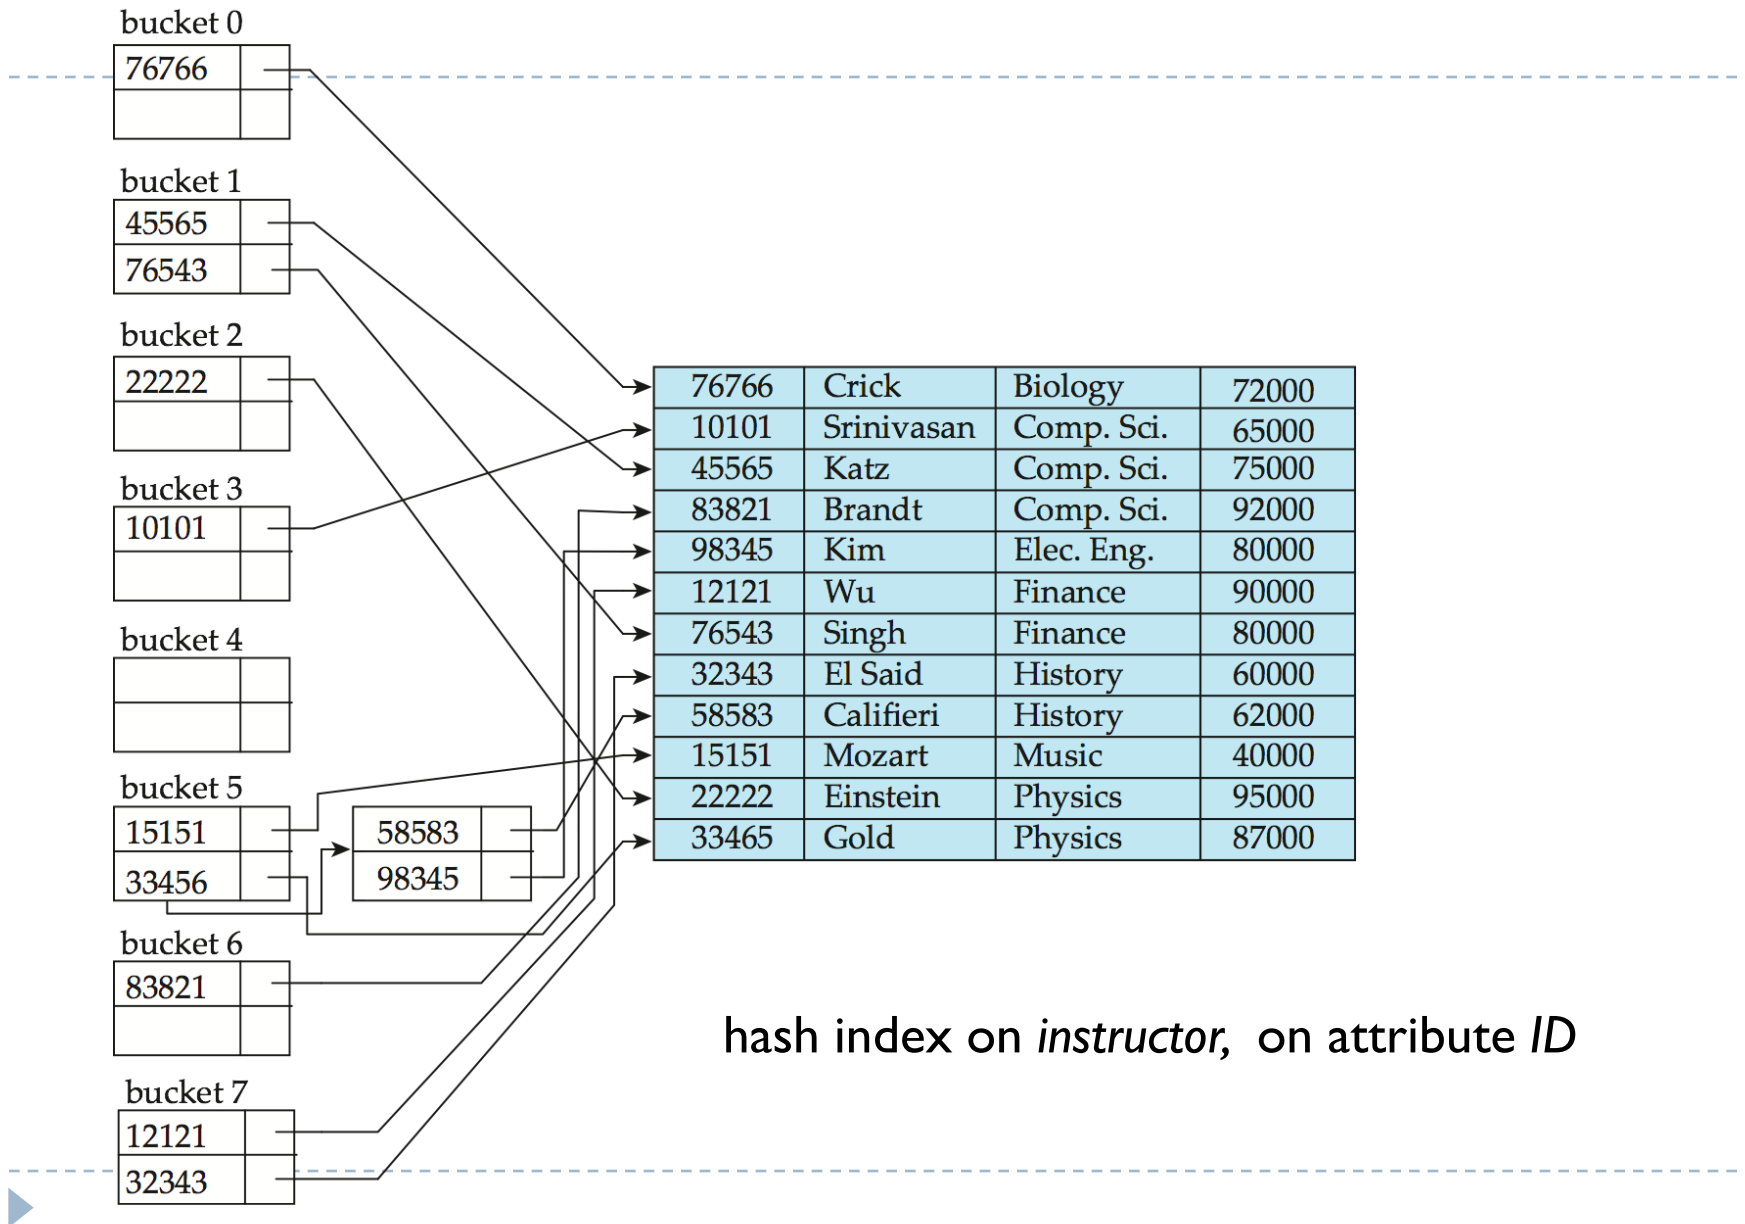 bucket 0
76766
bucket 1
45565
76543
bucket 2
22222
bucket 3
10101
bucket 4
bucket 5
15151
33456
58583
98345
bucket 6
83821
bucket 7
12121
32343
76766 Crick Biology 72000
10101 Srinivasan Comp. Sci. 65000
45565 Katz Comp. Sci. 75000
83821 Brandt Comp. Sci. 92000
98345 Kim Elec. Eng. 80000
12121 Wu Finance 90000
76543 Singh Finance 80000
32343 El Said History 60000
58583 Califieri History 62000
15151 Mozart Music 40000
22222 Einstein Physics 95000
33465 Gold Physics 87000
hash index on instructor, on attribute ID